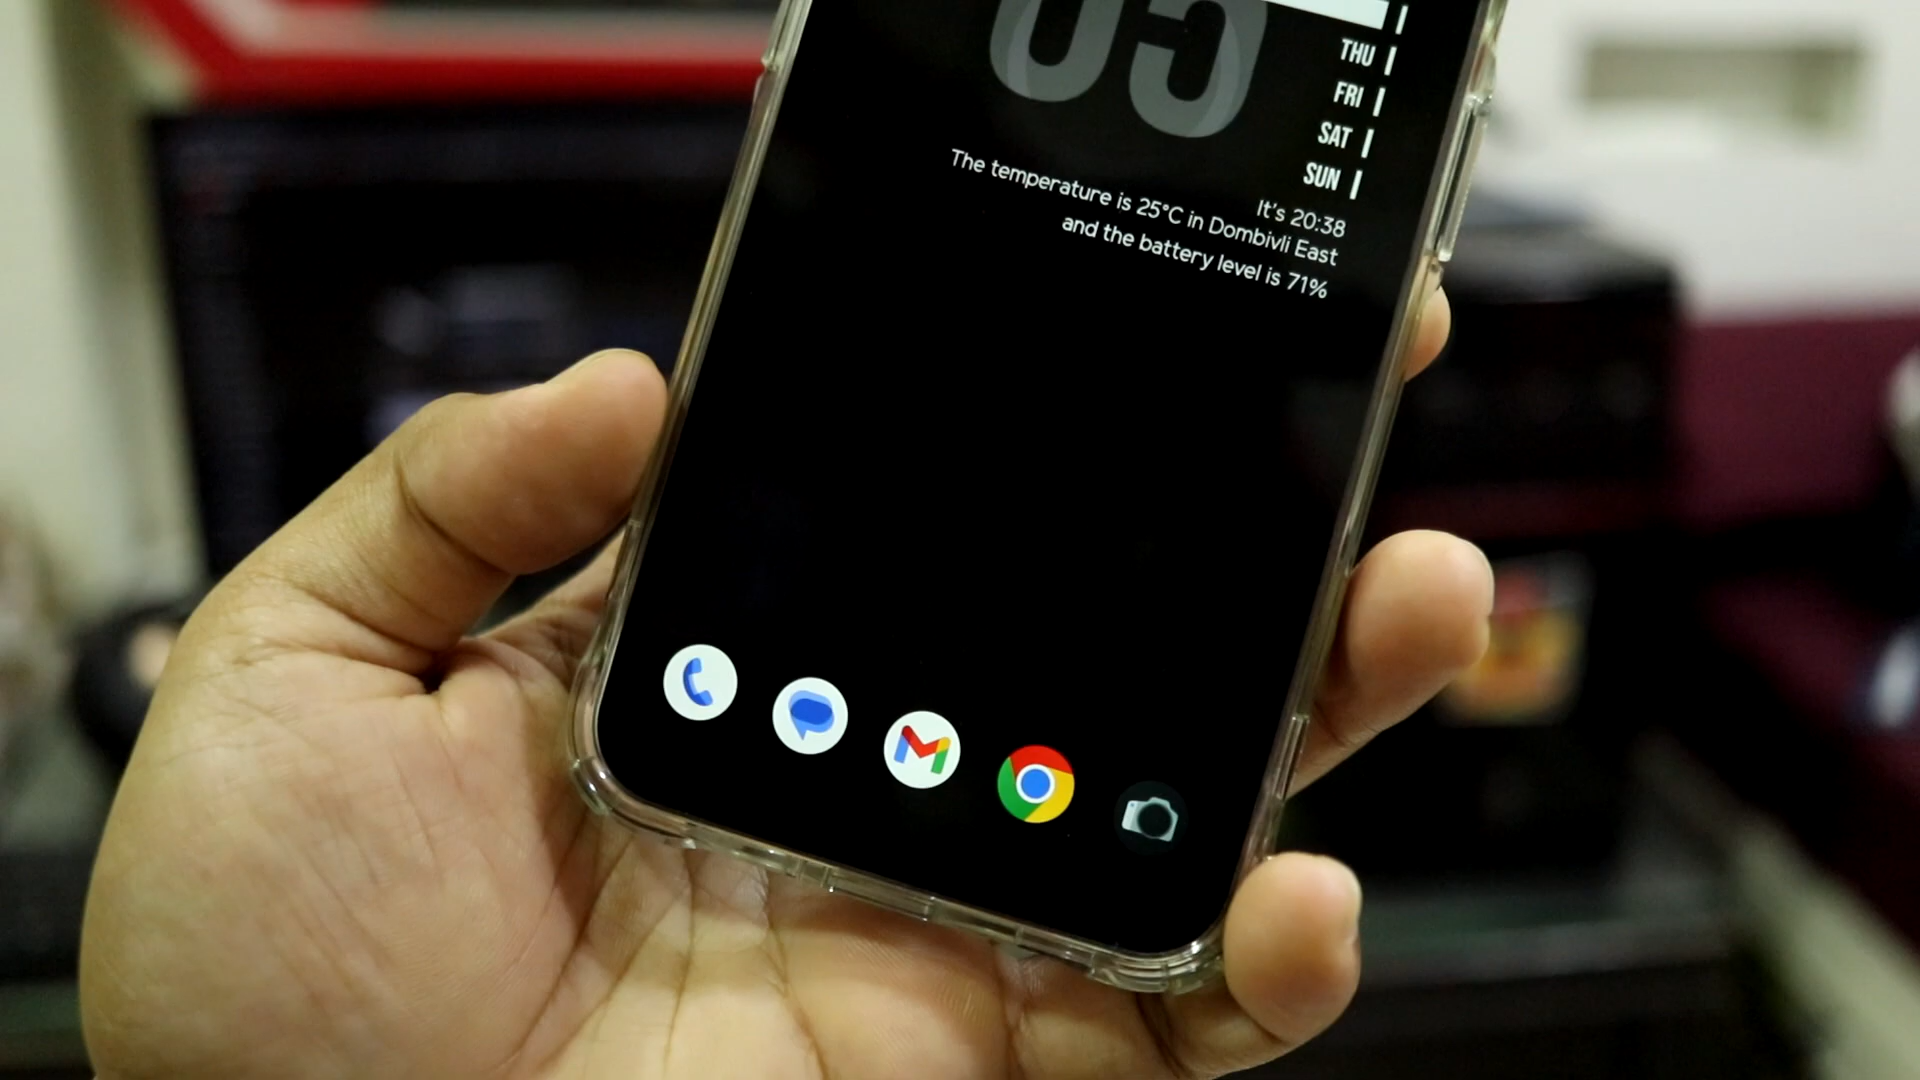 05
THU
FRI
SAT
SUN
It's 20:38
The temperature is 25°C in Dombivli East
and the battery level is 71%